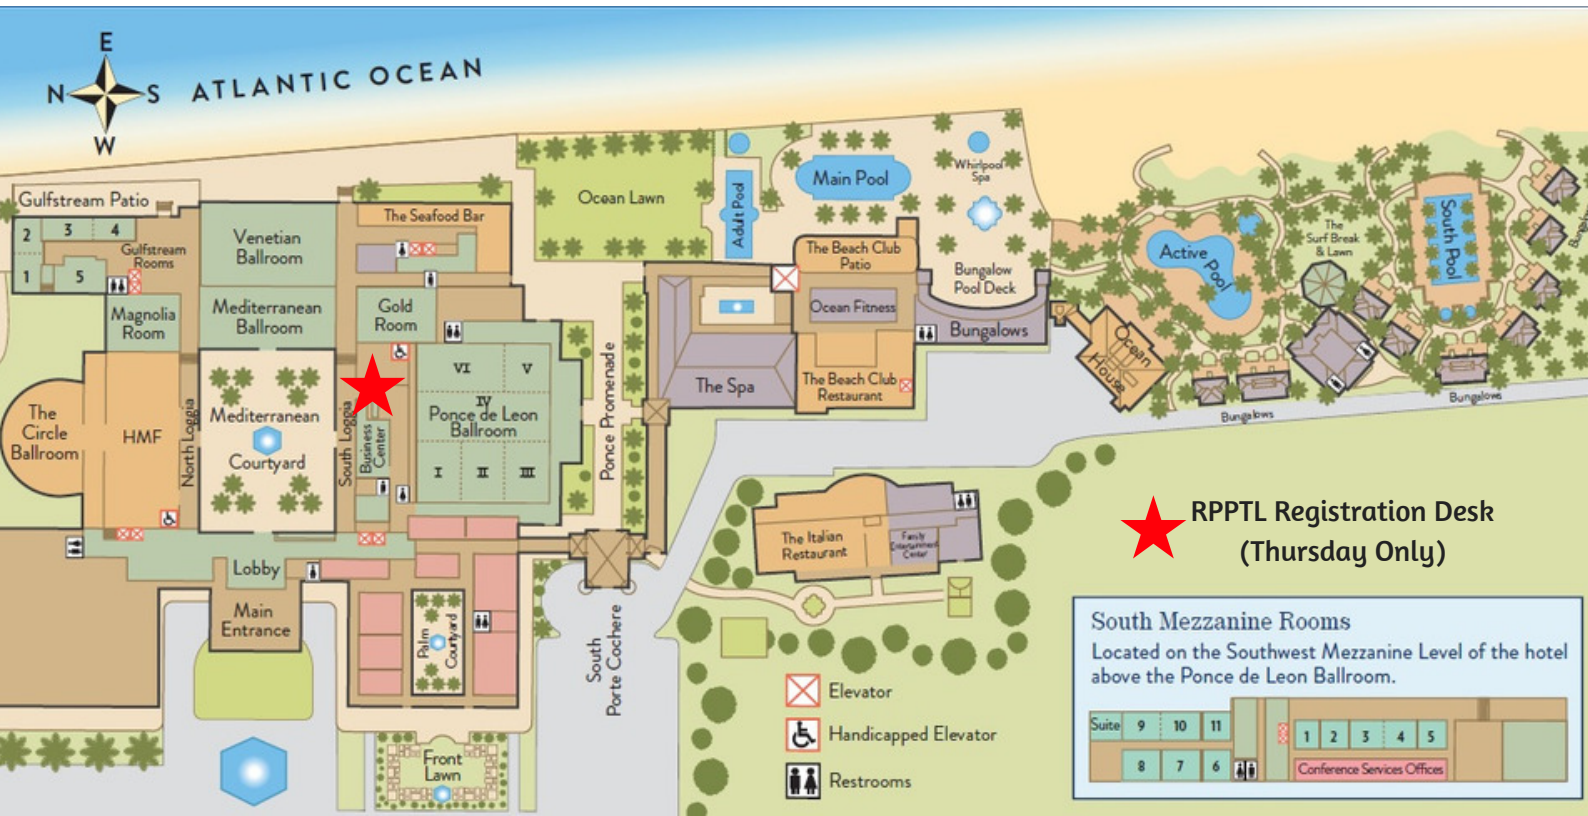 E
N
S
W
ATLANTIC OCEAN
Gulfstream Patio
2
3
4
1
5
Gulfstream
Rooms
Magnolia
Room
Venetian
Ballroom
Mediterranean
Ballroom
The Seafood Bar
Gold
Room
The
Circle
Ballroom
HMF
North Loggia
Mediterranean
Courtyard
South Loggia
Business
Center
VI
V
IV
Ponce de Leon
Ballroom
I
II
III
Lobby
Main
Entrance
Palm
Courtyard
Front
Lawn
Ocean Lawn
Ponce Promenade
South
Porte Cochere
Adult Pool
Main Pool
Whirlpool
Spa
The Beach Club
Patio
Bungalow
Pool Deck
Ocean Fitness
Bungalows
The Spa
The Beach Club
Restaurant
Ocean
House
Active Pool
The
Surf Break
& Lawn
South Pool
Bungalows
Bungalows
The Italian
Restaurant
Family
Entertainment
Center
Elevator
Handicapped Elevator
Restrooms
RPPTL Registration Desk
(Thursday Only)
South Mezzanine Rooms
Located on the Southwest Mezzanine Level of the hotel
above the Ponce de Leon Ballroom.
Suite
9
10
11
8
7
6
1
2
3
4
5
Conference Services Offices